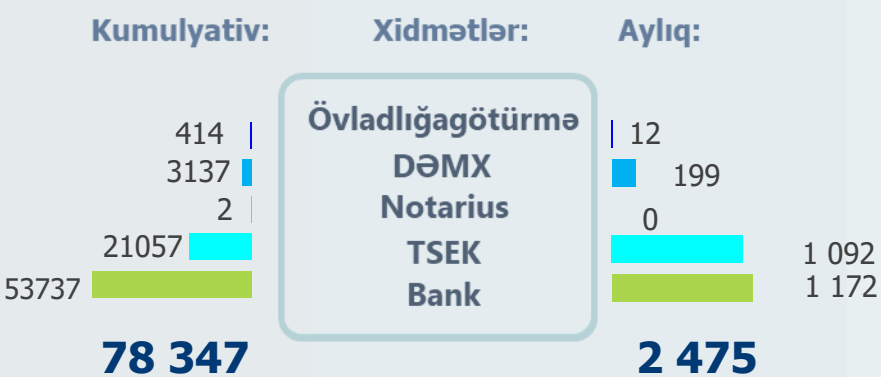 Kumulyativ: Xidmətlər: Aylıq:
414 Övladlığagötürmə 12
3137 DƏMX 199
2 Notarius 0
21057 TSEK 1 092
53737 Bank 1 172
78 347 2 475